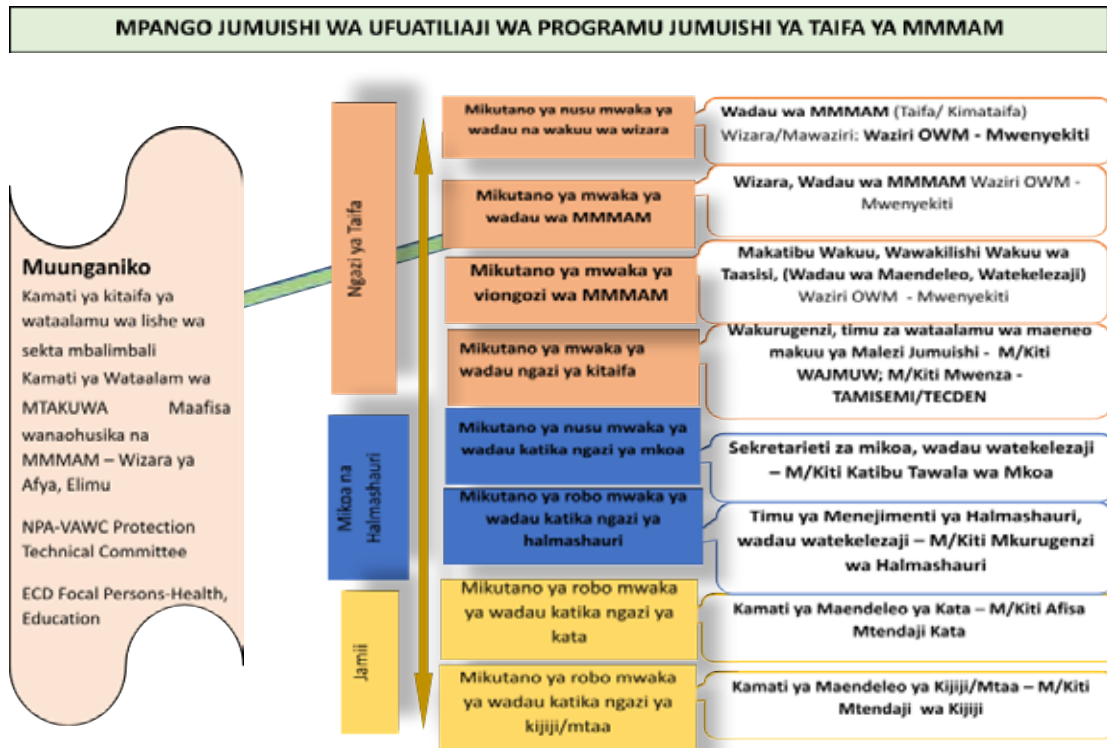 MPANGO JUMUISHI WA UFUATILIAJI WA PROGRAMU JUMUISHI YA TAIFA YA MMMAM
Muunganiko
Kamati ya kitaifa ya
wataalamu wa lishe wa
sekta mbalimbali
Kamati ya Wataalam wa
MTAKUWA Maafisa
wanaohusika na
MMMAM – Wizara ya
Afya, Elimu
NPA-VAWC Protection
Technical Committee
ECD Focal Persons-Health,
Education
Ngazi ya Taifa
Mikutano ya nusu mwaka ya
wadau na wakuu wa wizara
Wadau wa MMMAM (Taifa/ Kimataifa)
Wizara/Mawaziri: Waziri OWM - Mwenyekiti
Mikutano ya mwaka ya
wadau wa MMMAM
Wizara, Wadau wa MMMAM Waziri OWM -
Mwenyekiti
Mikutano ya mwaka ya
viongozi wa MMMAM
Makatibu Wakuu, Wawakilishi Wakuu wa
Taasisi, (Wadau wa Maendeleo, Watekelezaji)
Waziri OWM - Mwenyekiti
Mikutano ya mwaka ya
wadau ngazi ya kitaifa
Wakurugenzi, timu za wataalamu wa maeneo
makuu ya Malezi Jumuishi - M/Kiti
WAJMUW; M/Kiti Mwenza -
TAMISEMI/TECDEN
Mikoa na
Halmashauri
Mikutano ya nusu mwaka ya
wadau katika ngazi ya mkoa
Sekretarieti za mikoa, wadau watekelezaji
– M/Kiti Katibu Tawala wa Mkoa
Mikutano ya robo mwaka ya
wadau katika ngazi ya
halmashauri
Timu ya Menejimenti ya Halmashauri,
wadau watekelezaji – M/Kiti Mkurugenzi
wa Halmashauri
Jamii
Mikutano ya robo mwaka
ya wadau katika ngazi ya
kata
Kamati ya Maendeleo ya Kata – M/Kiti Afisa
Mtendaji Kata
Mikutano ya robo mwaka
ya wadau katika ngazi ya
kijiji/mtaa
Kamati ya Maendeleo ya Kijiji/Mtaa – M/Kiti
Mtendaji wa Kijiji